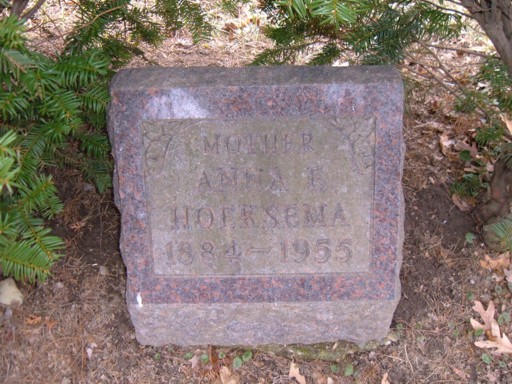 MOTHER
ANNA F.
HOEKSEMA
1884-1955